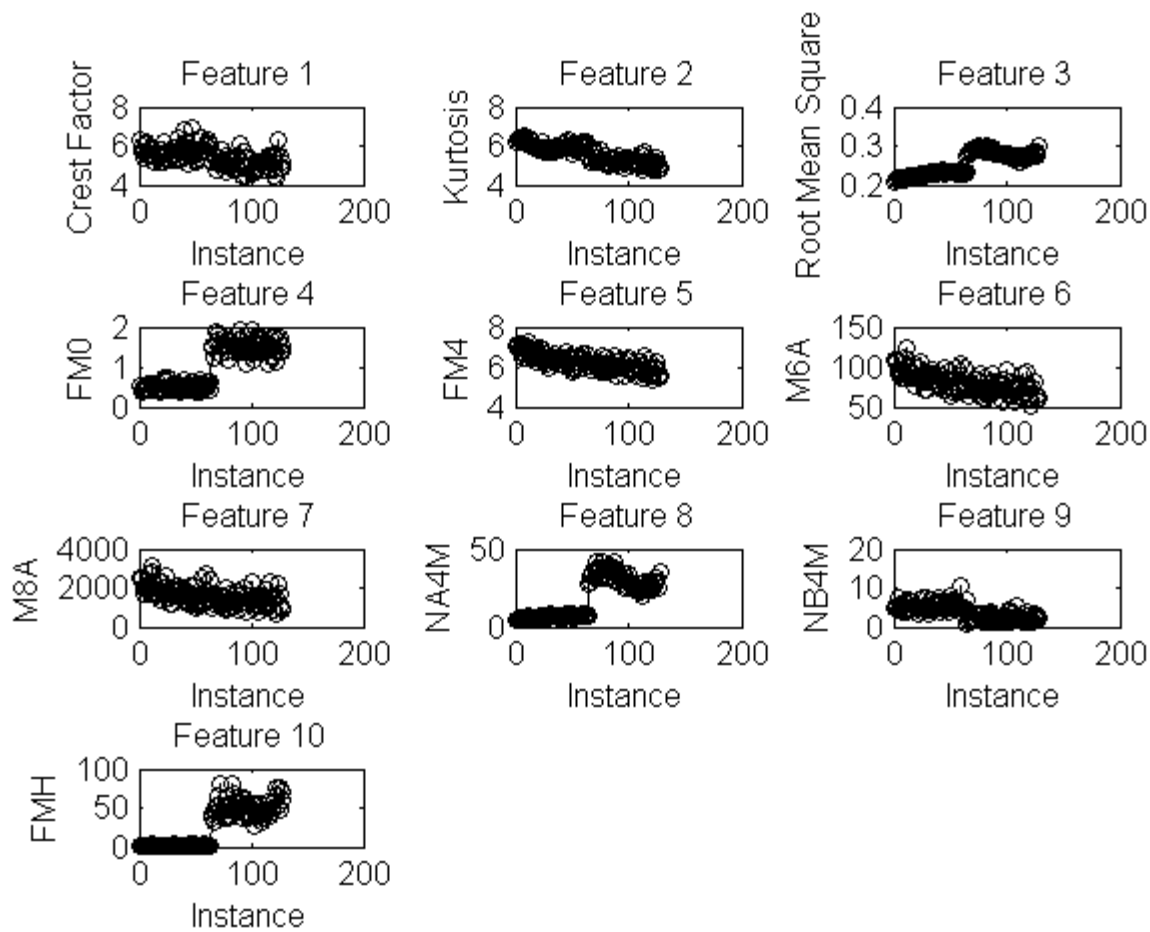 Feature 1
Crest Factor
8
6
4
0 100 200
Instance
Feature 2
Kurtosis
8
6
4
0 100 200
Instance
Feature 3
Root Mean Square
0.4
0.3
0.2
0 100 200
Instance
Feature 4
FM0
2
1
0
0 100 200
Instance
Feature 5
FM4
8
6
4
0 100 200
Instance
Feature 6
M6A
150
100
50
0 100 200
Instance
Feature 7
M8A
4000
2000
0
0 100 200
Instance
Feature 8
NA4M
50
0
0 100 200
Instance
Feature 9
NB4M
20
10
0
0 100 200
Instance
Feature 10
FMH
100
50
0
0 100 200
Instance